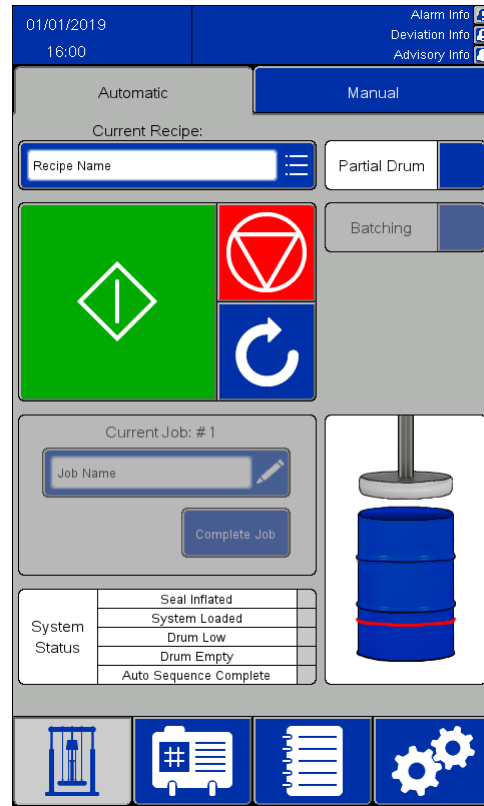 01/01/2019
16:00
Alarm Info
Deviation Info
Advisory Info
Automatic
Manual
Current Recipe:
Recipe Name
Partial Drum
Batching
Current Job: # 1
Job Name
Complete Job
System Status
Seal Inflated
System Loaded
Drum Low
Drum Empty
Auto Sequence Complete
#